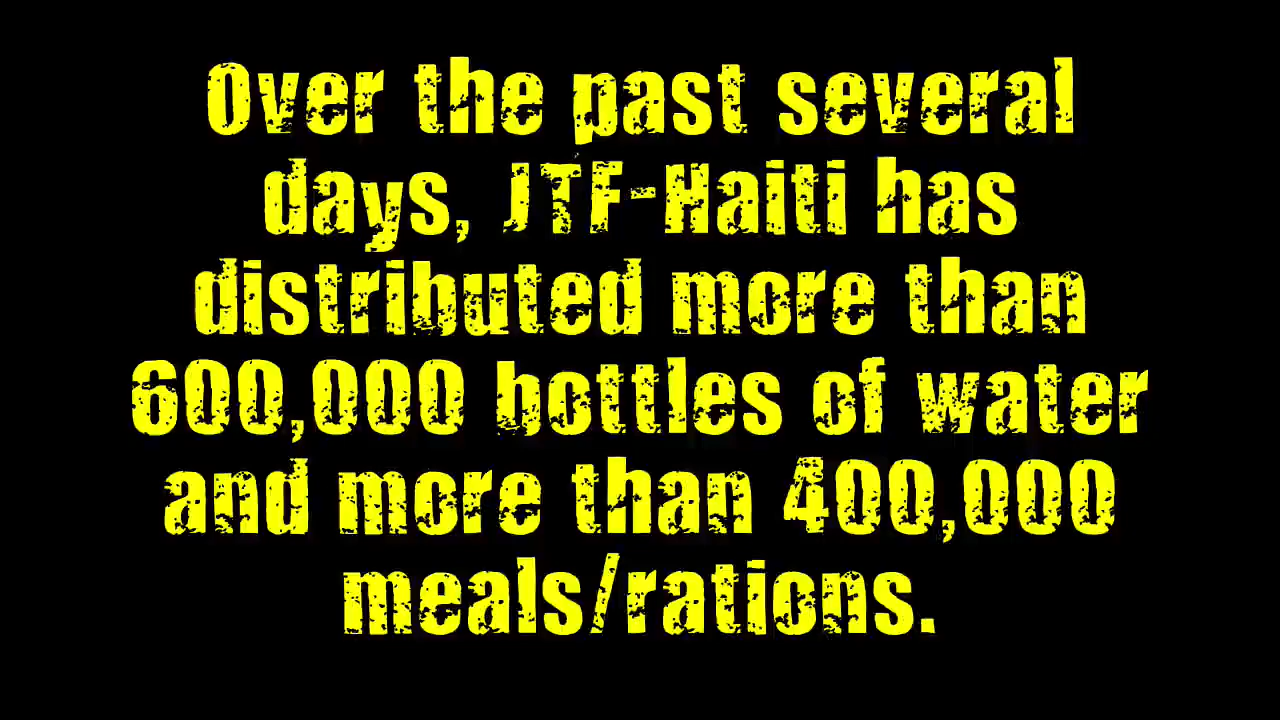 Over the past several
days, JTF-Haiti has
distributed more than
600,000 bottles of water
and more than 400,000
meals/rations.